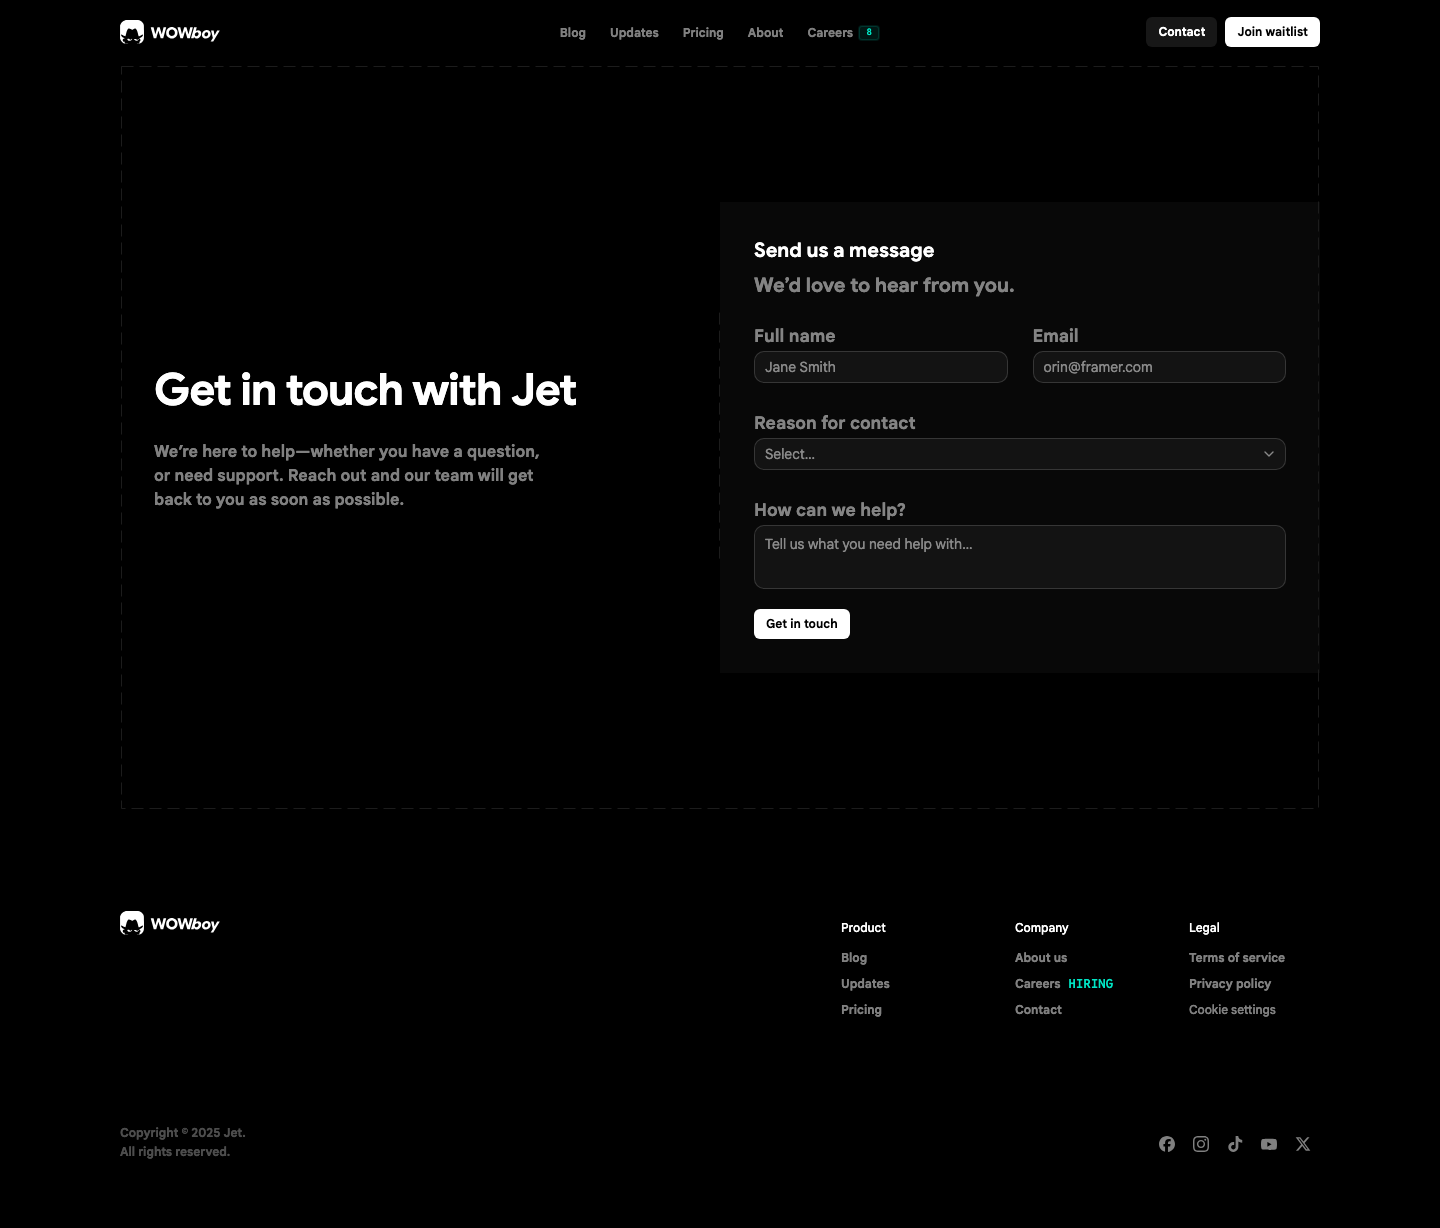 WOWboy
Blog Updates Pricing About Careers 8
Contact Join waitlist
Get in touch with Jet
We’re here to help—whether you have a question,
or need support. Reach out and our team will get
back to you as soon as possible.
Send us a message
We’d love to hear from you.
Full name
Jane Smith
Email
orin@framer.com
Reason for contact
Select...
How can we help?
Tell us what you need help with...
Get in touch
WOWboy
Product
Blog
Updates
Pricing
Company
About us
Careers HIRING
Contact
Legal
Terms of service
Privacy policy
Cookie settings
Copyright © 2025 Jet.
All rights reserved.